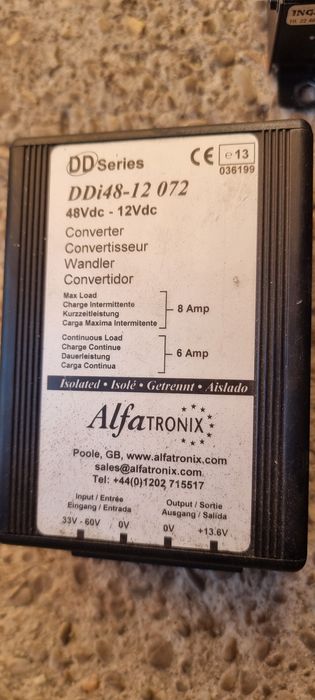 DD Series
CE e 13
036199
DDi48-12 072
48Vdc - 12Vdc
Converter
Convertisseur
Wandler
Convertidor
Max Load
Charge Intermittente
Kurzzeitleistung
Carga Maxima Intermitente
8 Amp
Continuous Load
Charge Continue
Dauerleistung
Carga Continua
6 Amp
Isolated • Isolé • Getrennt • Aislado
AlfaTRONIX
Poole, GB, www.alfatronix.com
sales@alfatronix.com
Tel: +44(0)1202 715517
Input / Entrée
Eingang / Entrada
Output / Sortie
Ausgang / Salida
33V - 60V 0V 0V +13.6V